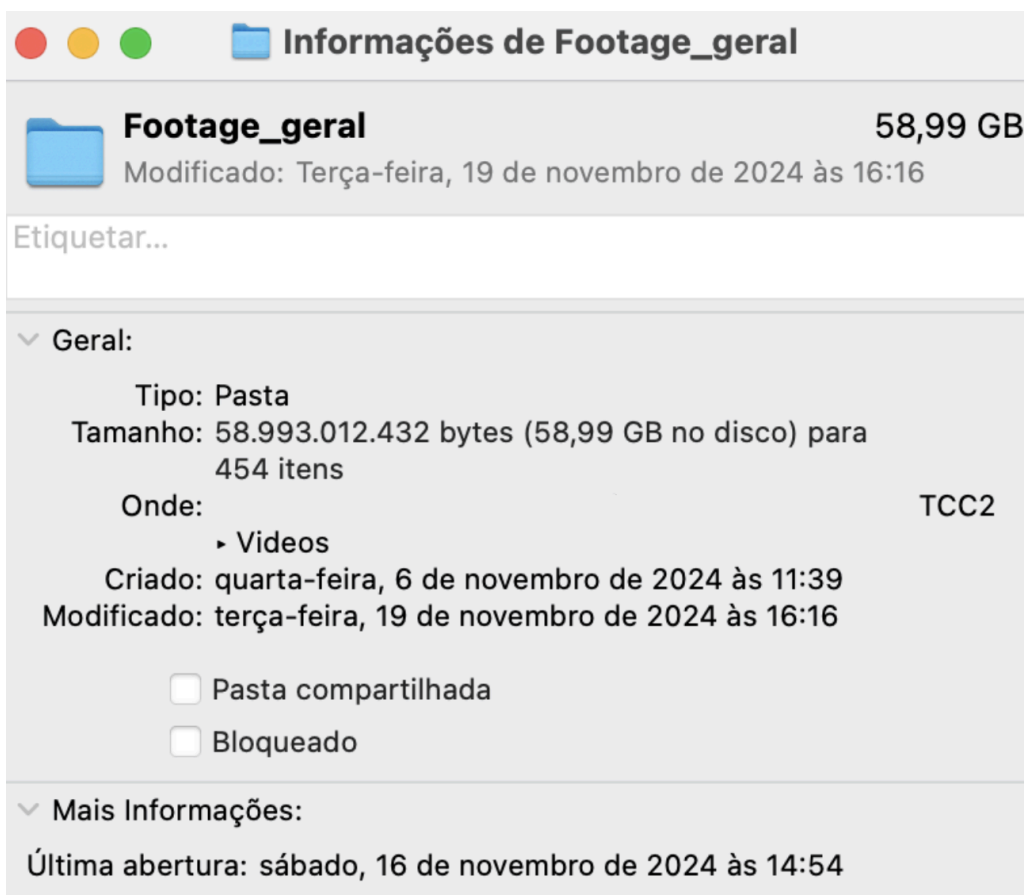 Informações de Footage_geral
Footage_geral 58,99 GB
Modificado: Terça-feira, 19 de novembro de 2024 às 16:16
Etiquetar...
Geral:
Tipo: Pasta
Tamanho: 58.993.012.432 bytes (58,99 GB no disco) para
454 itens
Onde: TCC2
▸ Videos
Criado: quarta-feira, 6 de novembro de 2024 às 11:39
Modificado: terça-feira, 19 de novembro de 2024 às 16:16
Pasta compartilhada
Bloqueado
Mais Informações:
Última abertura: sábado, 16 de novembro de 2024 às 14:54